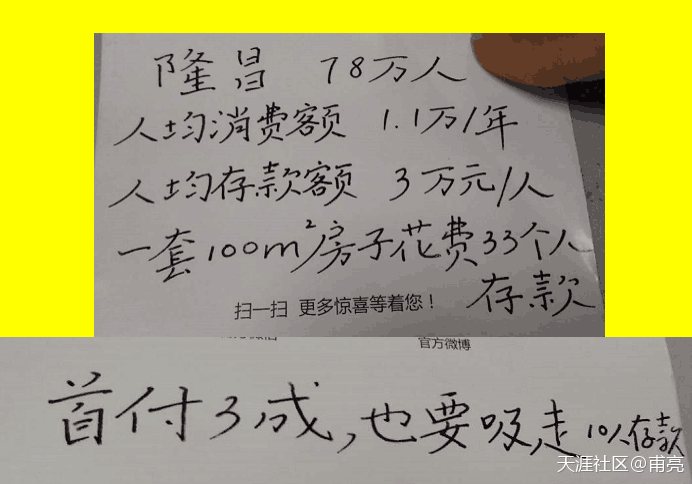 隆昌 78万人
人均消费额 1.1万/年
人均存款额 3万元/人
一套100m²房子花费33个人
存款
扫一扫 更多惊喜等着您！
官方微博
首付3成,也要吸走10人存款
天涯社区@甫亮